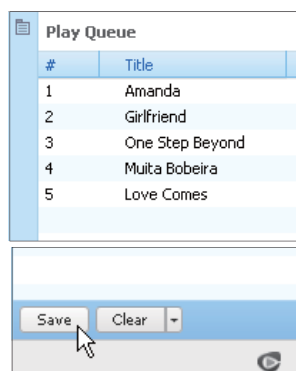 Play Queue
# Title
1 Amanda
2 Girlfriend
3 One Step Beyond
4 Muita Bobeira
5 Love Comes
Save Clear